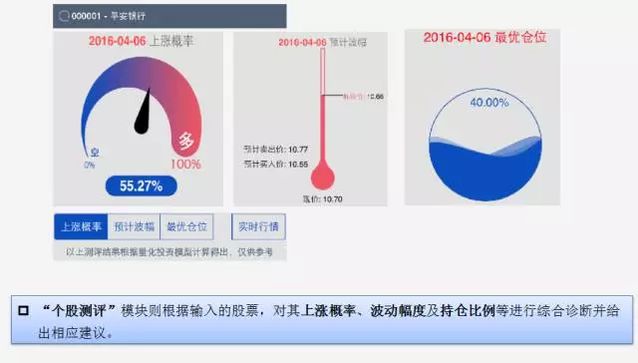 000001 - 平安银行
2016-04-06 上涨概率
空
0%
多
100%
55.27%
2016-04-06 预计波幅
10.66
预计卖出价: 10.77
预计买入价: 10.55
现价: 10.70
2016-04-06 最优仓位
40.00%
上涨概率 预计波幅 最优仓位 实时行情
以上测评结果根据量化投资模型计算得出，仅供参考
“个股测评”模块则根据输入的股票，对其上涨概率、波动幅度及持仓比例等进行综合诊断并给
出相应建议。